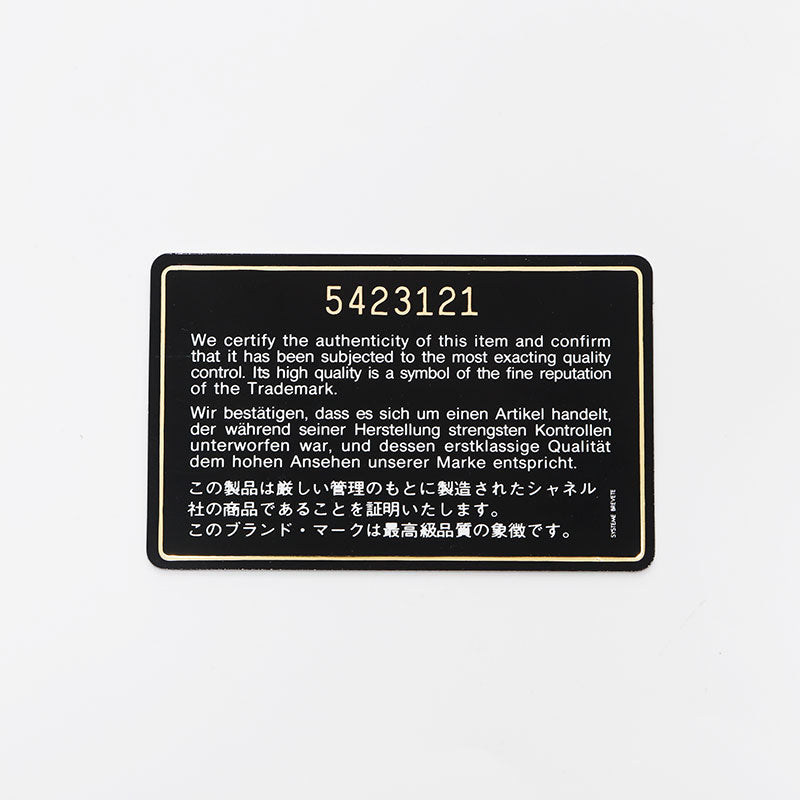 5423121
We certify the authenticity of this item and confirm
that it has been subjected to the most exacting quality
control. Its high quality is a symbol of the fine reputation
of the Trademark.
Wir bestätigen, dass es sich um einen Artikel handelt,
der während seiner Herstellung strengsten Kontrollen
unterworfen war, und dessen erstklassige Qualität
dem hohen Ansehen unserer Marke entspricht.
この製品は厳しい管理のもとに製造されたシャネル
社の商品であることを証明いたします。
このブランド・マークは最高級品質の象徴です。
SYSTEME BREVETE